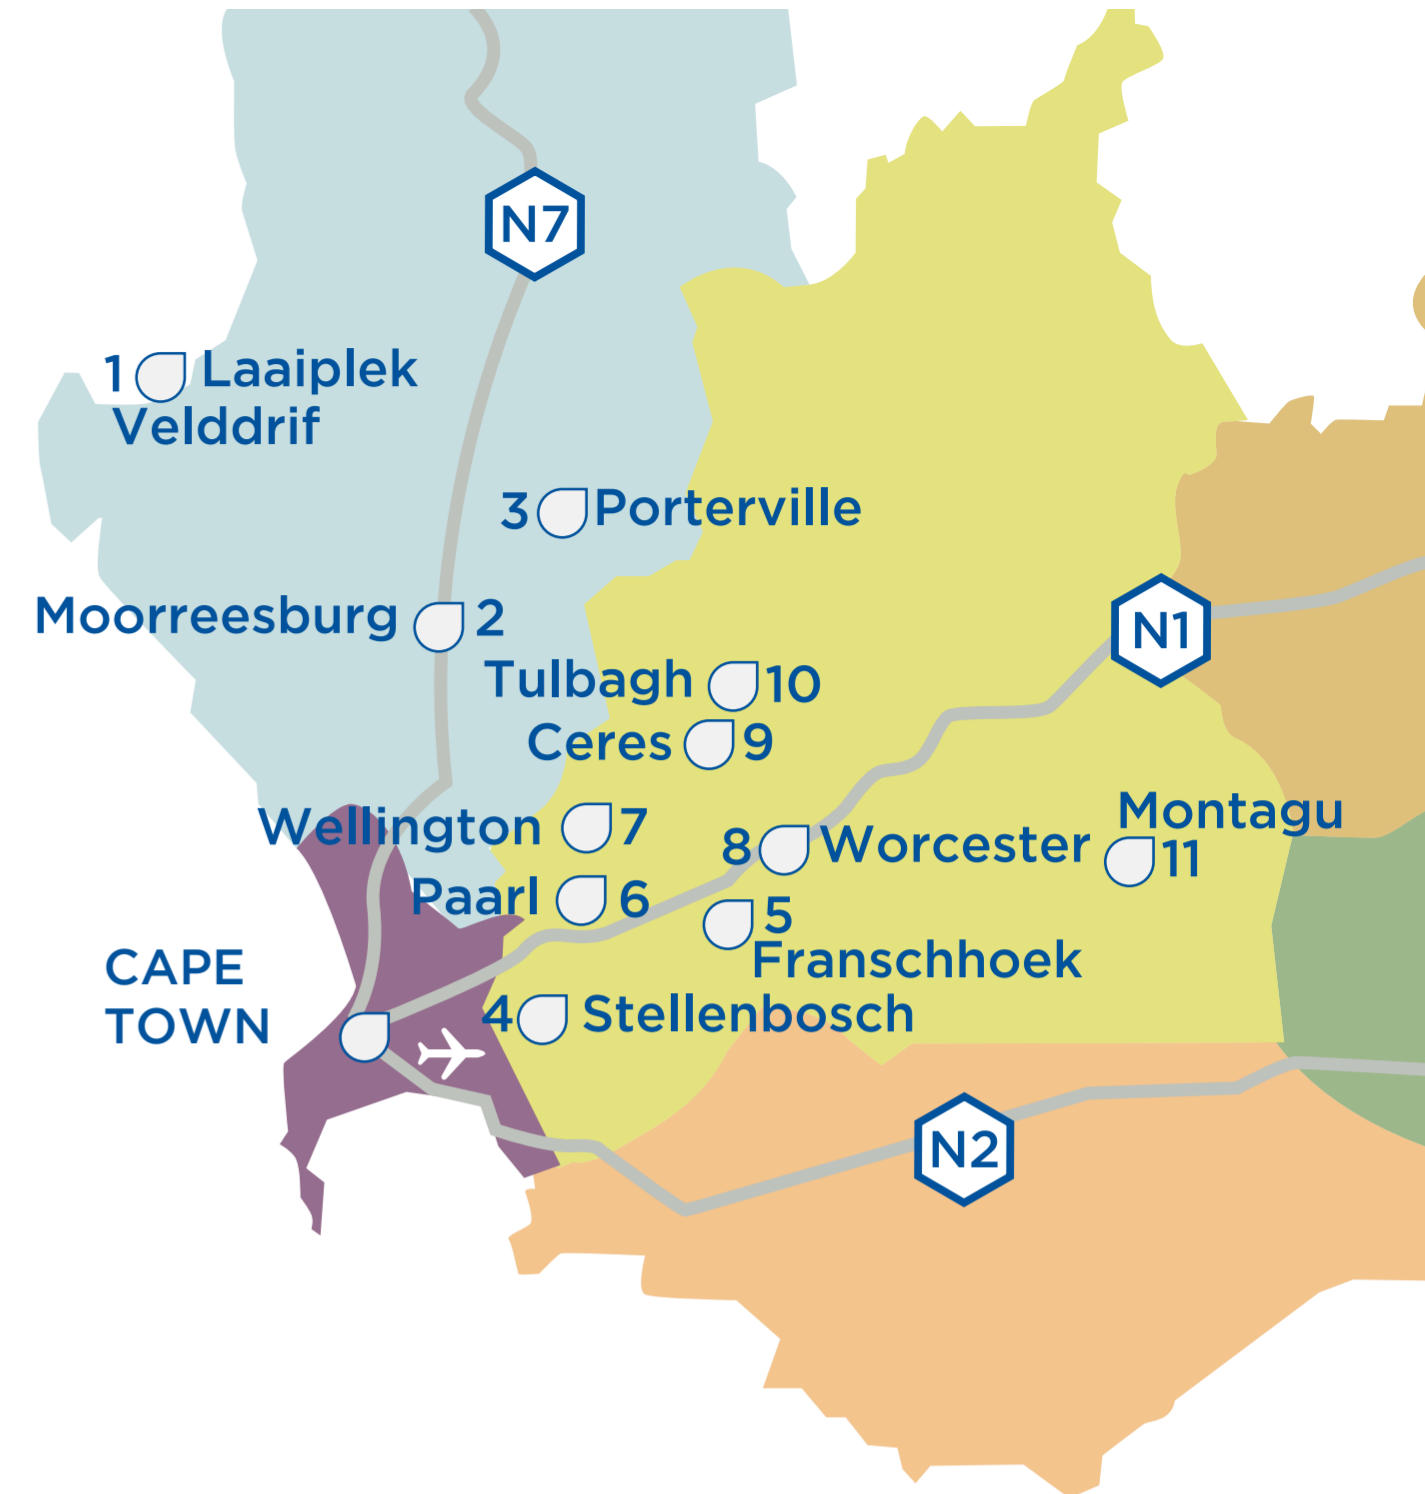 N7
1 Laaiplek
Velddrif
3 Porterville
Moorreesburg 2
N1
Tulbagh 10
Ceres 9
Montagu
Wellington 7
8 Worcester
11
Paarl 6
5
Franschhoek
CAPE
TOWN
4 Stellenbosch
N2